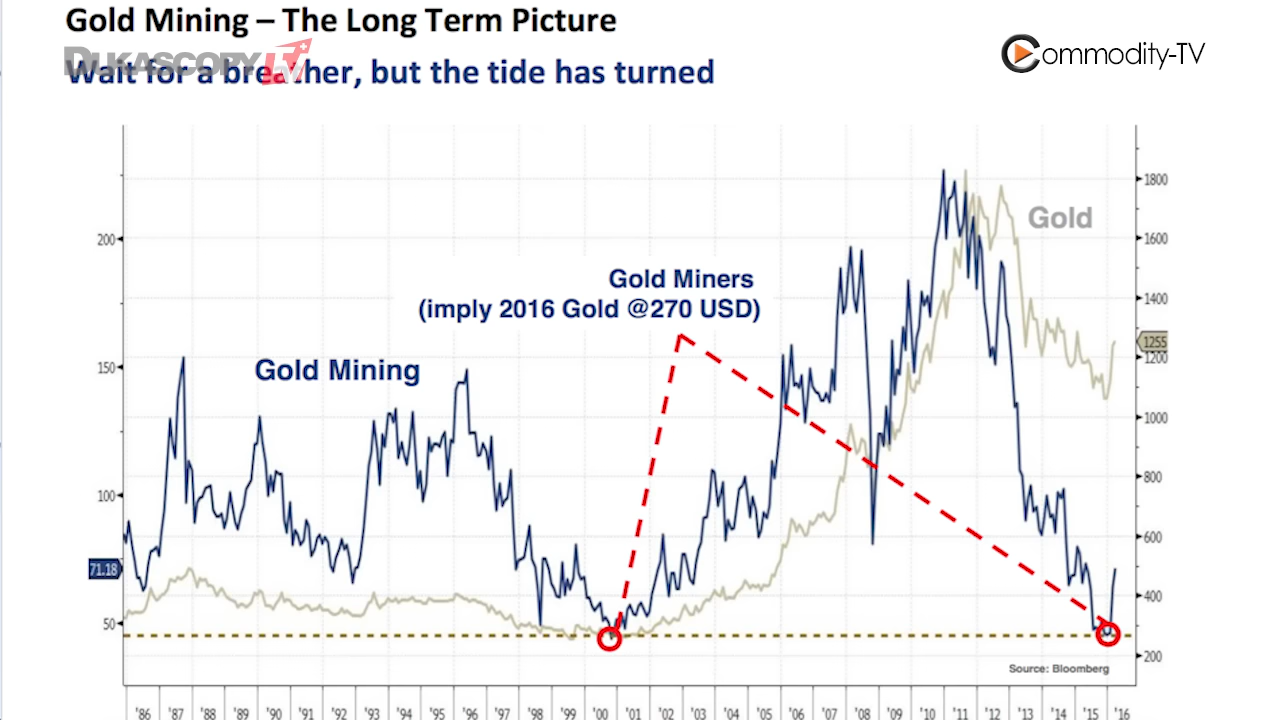 Gold Mining – The Long Term Picture
DUKASCOPY TV
Wait for a breather, but the tide has turned
Commodity-TV
Gold
Gold Miners
(imply 2016 Gold @270 USD)
Gold Mining
200
150
100
71.18
50
1800
1600
1400
1255
1200
1000
800
600
400
200
Source: Bloomberg
'86 '87 '88 '89 '90 '91 '92 '93 '94 '95 '96 '97 '98 '99 '00 '01 '02 '03 '04 '05 '06 '07 '08 '09 '10 '11 '12 '13 '14 '15 '16